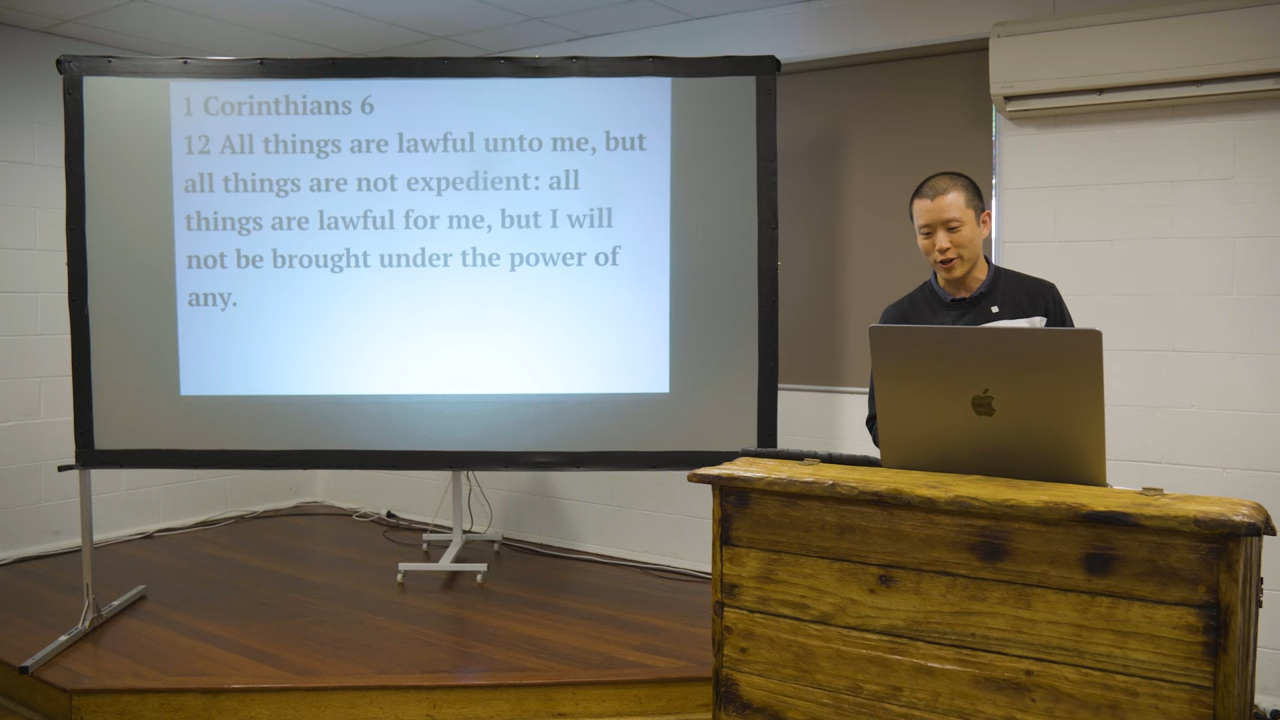 1 Corinthians 6
12 All things are lawful unto me, but
all things are not expedient: all
things are lawful for me, but I will
not be brought under the power of
any.